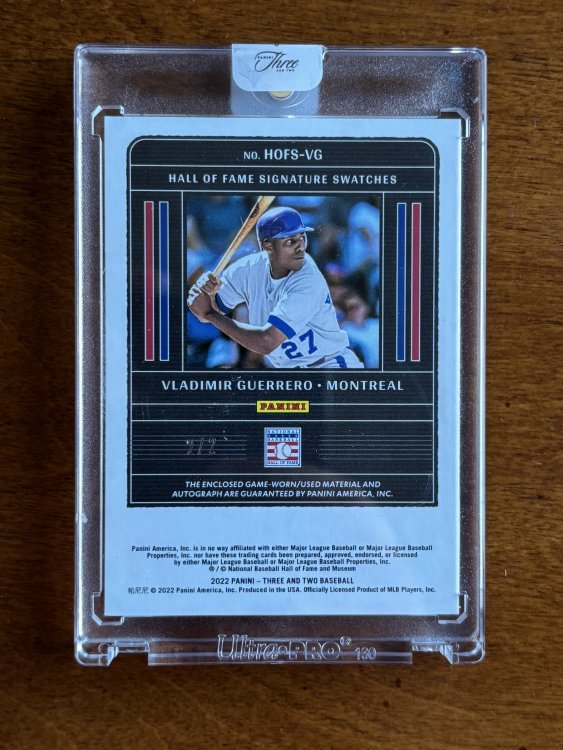 PANINI
Three
AND TWO
NO. HOFS-VG
HALL OF FAME SIGNATURE SWATCHES
27
VLADIMIR GUERRERO • MONTREAL
PANINI
2/2
NATIONAL
BASEBALL
HALL OF FAME
THE ENCLOSED GAME-WORN/USED MATERIAL AND
AUTOGRAPH ARE GUARANTEED BY PANINI AMERICA, INC.
Panini America, Inc. is in no way affiliated with either Major League Baseball or Major League Baseball
Properties, Inc. nor have these trading cards been prepared, approved, endorsed, or licensed
by either Major League Baseball or Major League Baseball Properties, Inc.
® / © National Baseball Hall of Fame and Museum
2022 PANINI – THREE AND TWO BASEBALL
帕尼尼 © 2022 Panini America, Inc. Produced in the USA. Officially Licensed Product of MLB Players, Inc.
Ultra•PRO® 180